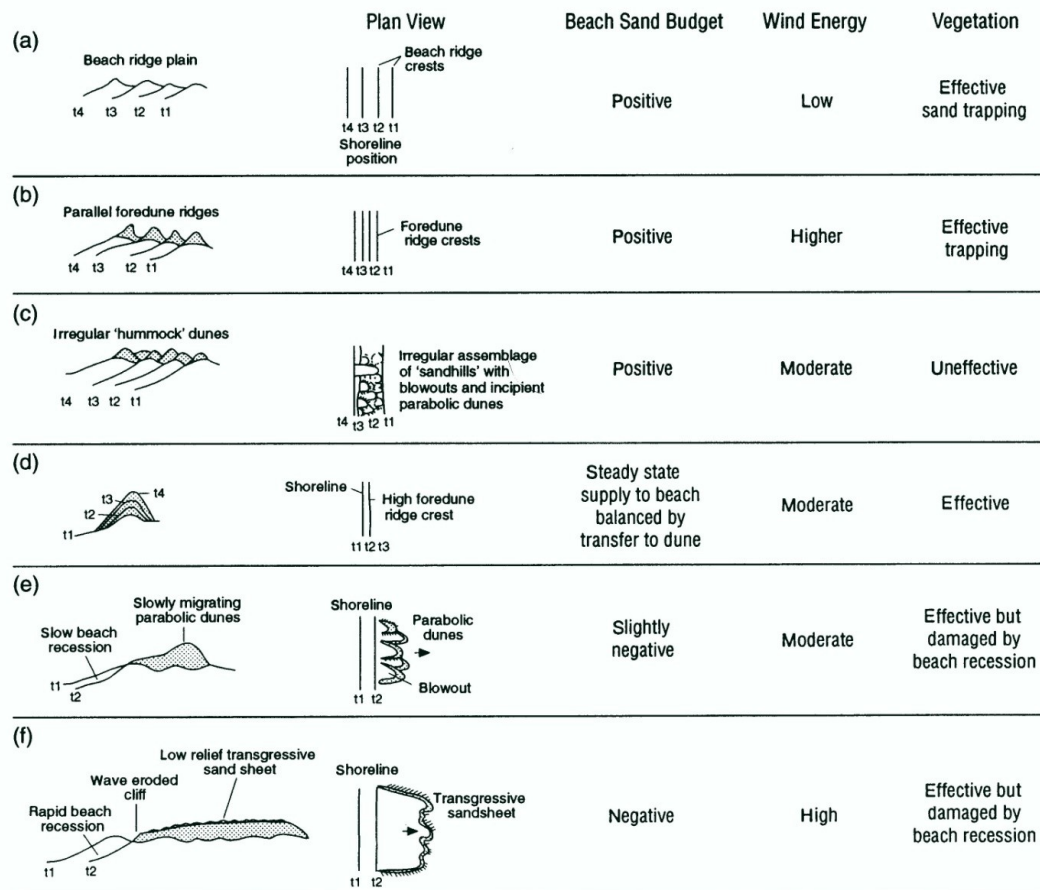 Plan View
Beach Sand Budget
Wind Energy
Vegetation
(a)
Beach ridge plain
t4 t3 t2 t1
Beach ridge
crests
t4 t3 t2 t1
Shoreline
position
Positive
Low
Effective
sand trapping
(b)
Parallel foredune ridges
t4 t3 t2 t1
Foredune
ridge crests
t4 t3 t2 t1
Positive
Higher
Effective
trapping
(c)
Irregular 'hummock' dunes
t4 t3 t2 t1
Irregular assemblage
of 'sandhills' with
blowouts and incipient
parabolic dunes
t4 t3 t2 t1
Positive
Moderate
Uneffective
(d)
t3 t4
t2
t1
Shoreline
High foredune
ridge crest
t1 t2 t3
Steady state
supply to beach
balanced by
transfer to dune
Moderate
Effective
(e)
Slowly migrating
parabolic dunes
Slow beach
recession
t1
t2
Shoreline
Parabolic
dunes
Blowout
t1 t2
Slightly
negative
Moderate
Effective but
damaged by
beach recession
(f)
Low relief transgressive
sand sheet
Wave eroded
cliff
Rapid beach
recession
t1 t2
Shoreline
Transgressive
sandsheet
t1 t2
Negative
High
Effective but
damaged by
beach recession